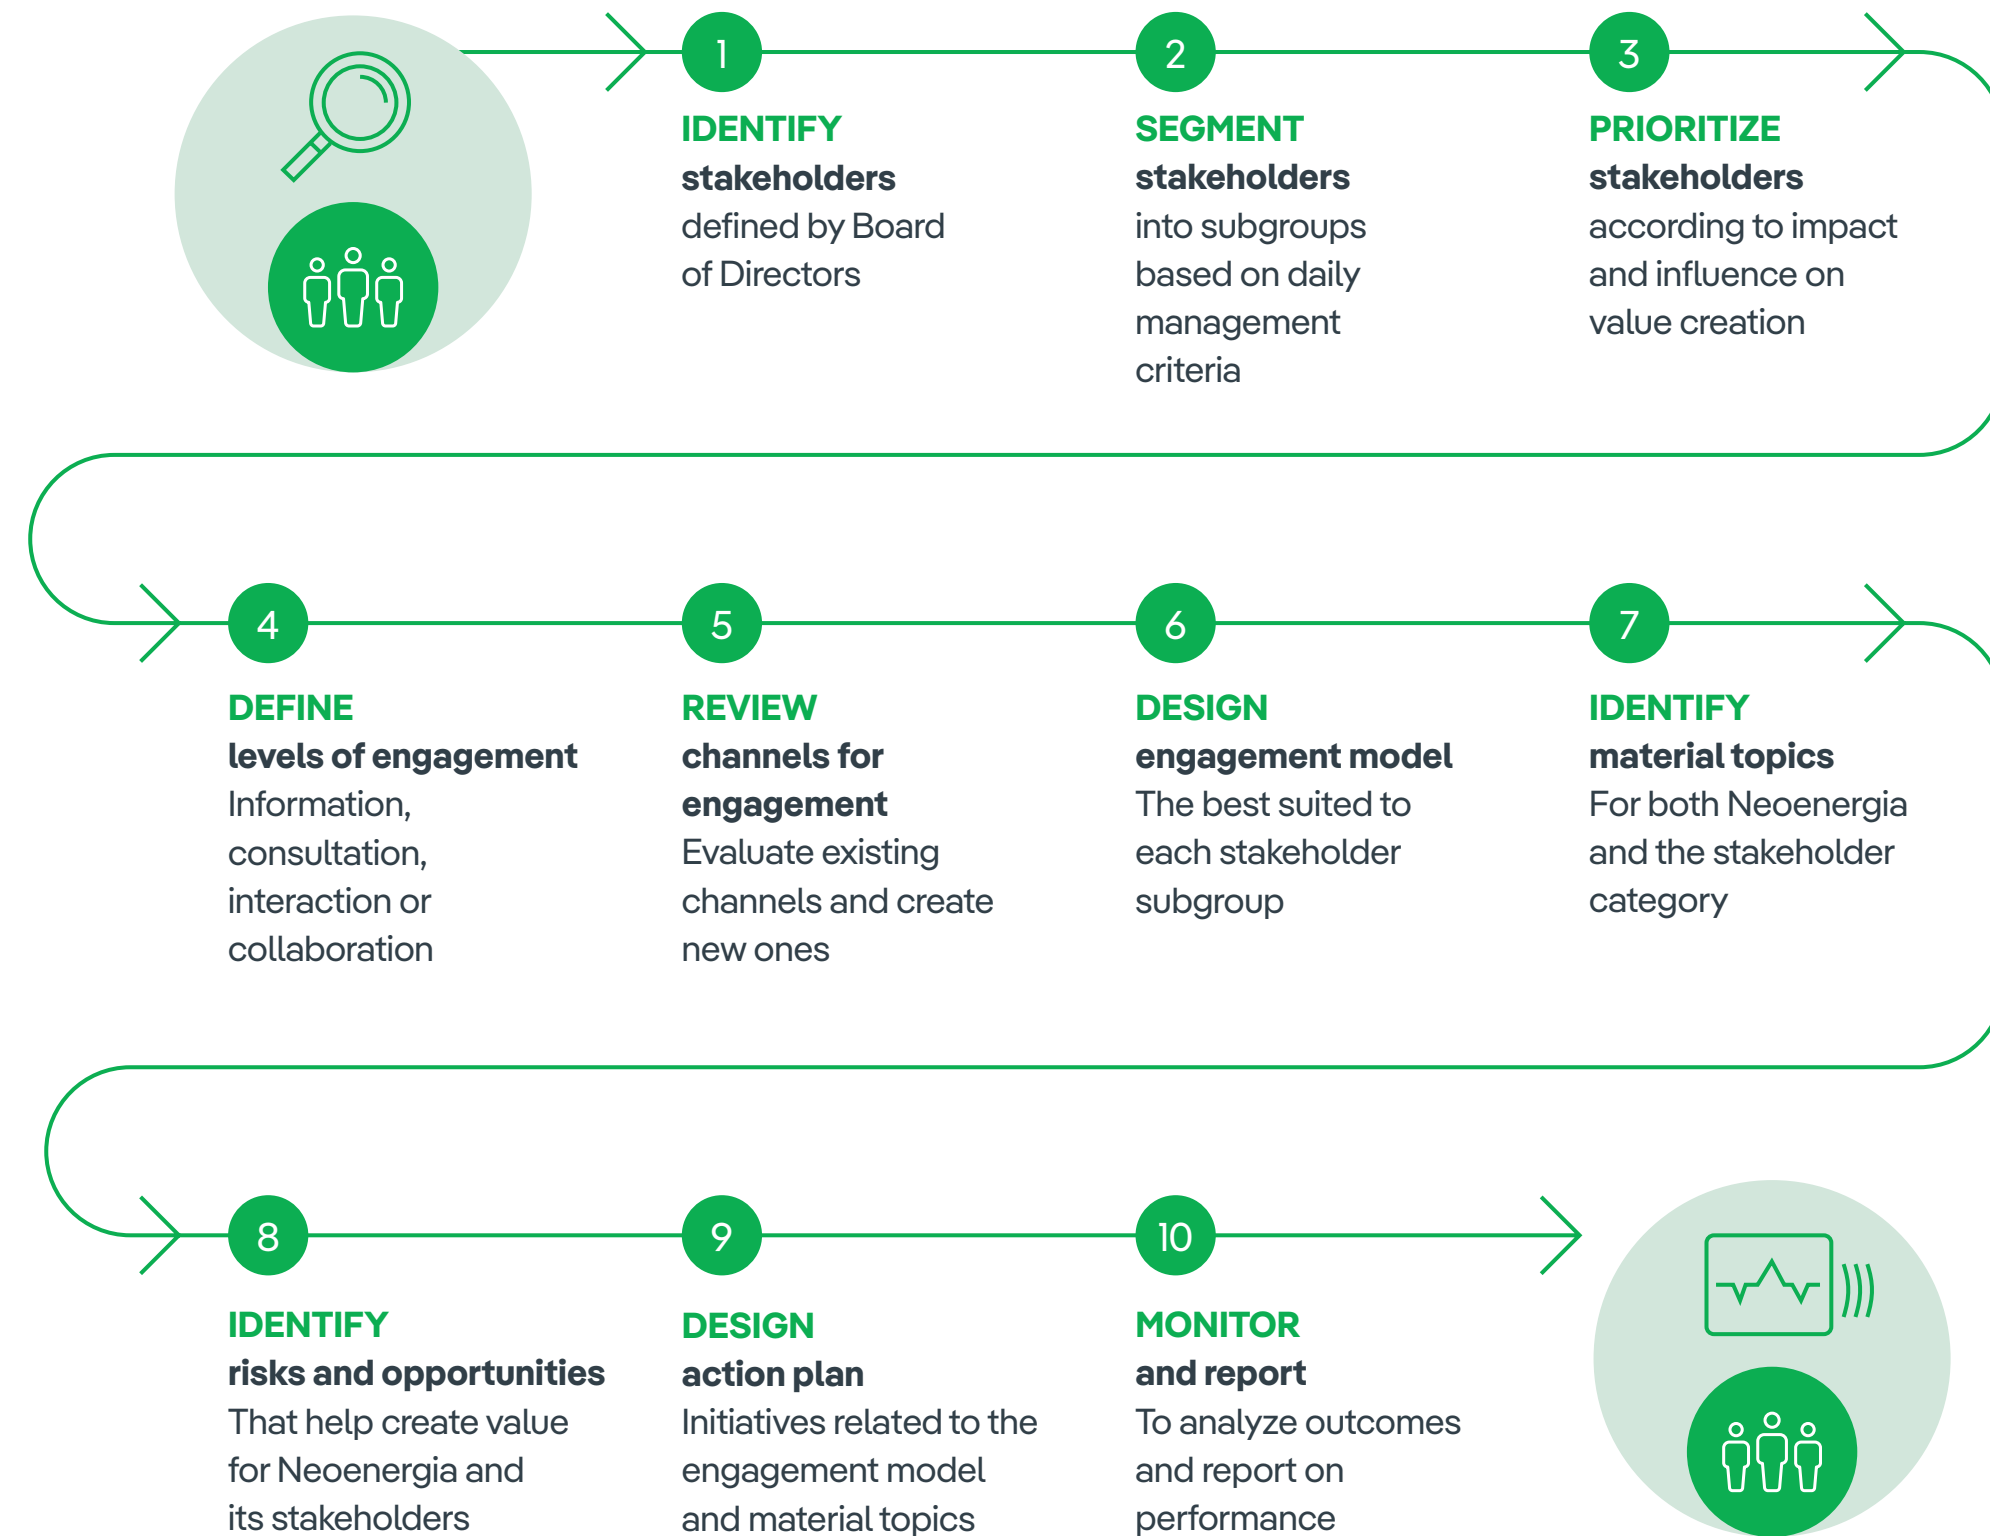 1
IDENTIFY
stakeholders
defined by Board
of Directors
2
SEGMENT
stakeholders
into subgroups
based on daily
management
criteria
3
PRIORITIZE
stakeholders
according to impact
and influence on
value creation
4
DEFINE
levels of engagement
Information,
consultation,
interaction or
collaboration
5
REVIEW
channels for
engagement
Evaluate existing
channels and create
new ones
6
DESIGN
engagement model
The best suited to
each stakeholder
subgroup
7
IDENTIFY
material topics
For both Neoenergia
and the stakeholder
category
8
IDENTIFY
risks and opportunities
That help create value
for Neoenergia and
its stakeholders
9
DESIGN
action plan
Initiatives related to the
engagement model
and material topics
10
MONITOR
and report
To analyze outcomes
and report on
performance